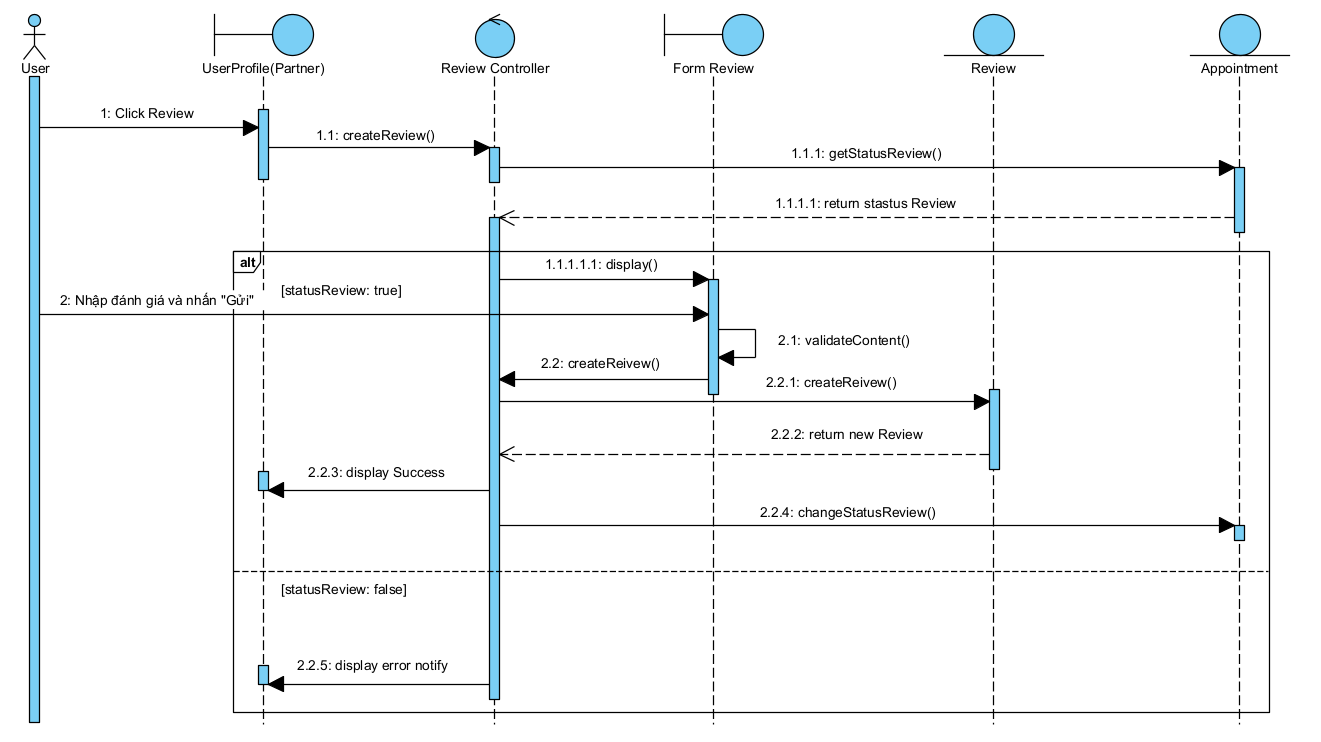 User
UserProfile(Partner)
Review Controller
Form Review
Review
Appointment
1: Click Review
1.1: createReview()
1.1.1: getStatusReview()
1.1.1.1: return stastus Review
alt
1.1.1.1.1: display()
[statusReview: true]
2: Nhập đánh giá và nhấn "Gửi"
2.1: validateContent()
2.2: createReivew()
2.2.1: createReivew()
2.2.2: return new Review
2.2.3: display Success
2.2.4: changeStatusReview()
[statusReview: false]
2.2.5: display error notify